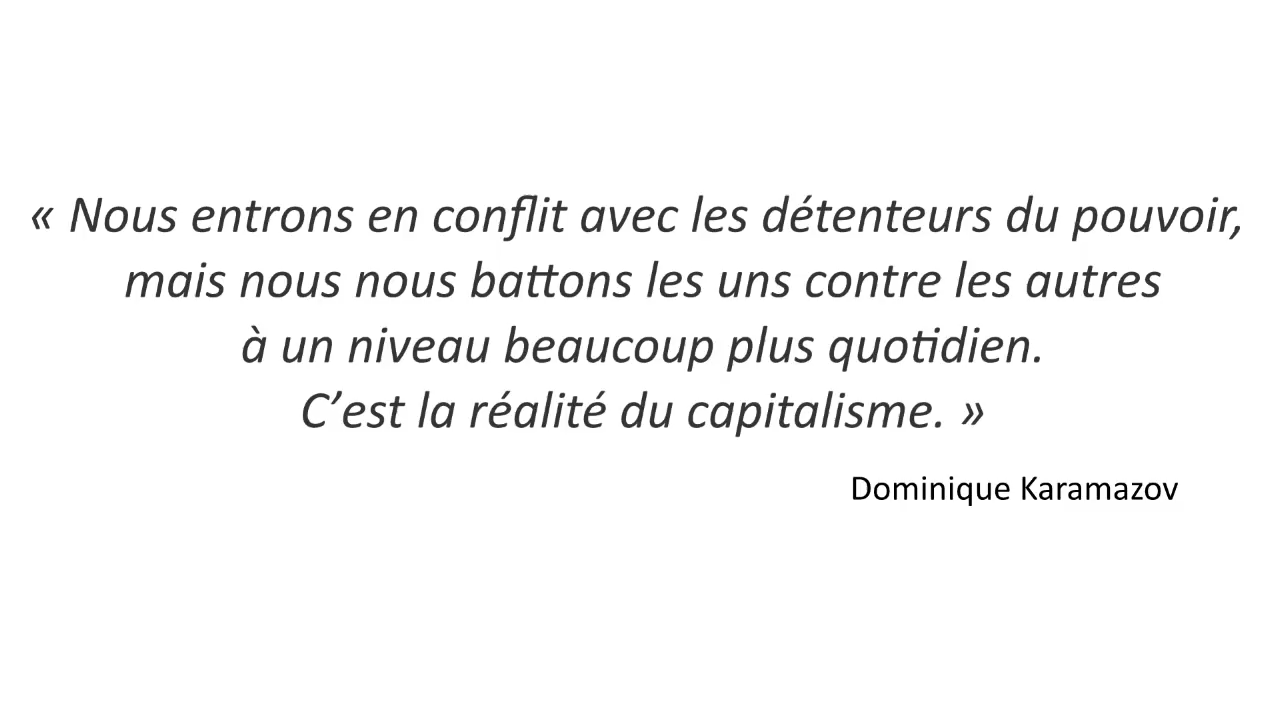 « Nous entrons en conflit avec les détenteurs du pouvoir,
mais nous nous battons les uns contre les autres
à un niveau beaucoup plus quotidien.
C’est la réalité du capitalisme. »
Dominique Karamazov